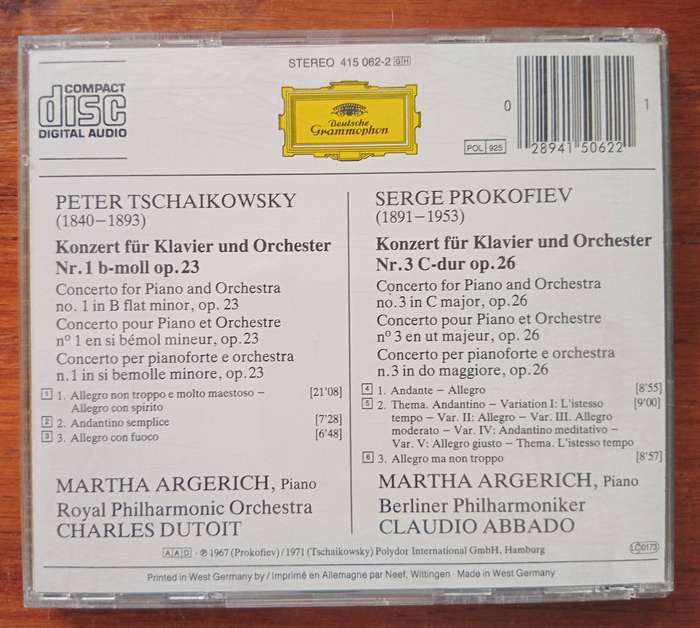 STEREO 415 062-2 GH
COMPACT
disc
DIGITAL AUDIO
Deutsche
Grammophon
POL 925
0
28941 50622
1
PETER TSCHAIKOWSKY
(1840–1893)
Konzert für Klavier und Orchester
Nr. 1 b-moll op. 23
Concerto for Piano and Orchestra
no. 1 in B flat minor, op. 23
Concerto pour Piano et Orchestre
nº 1 en si bémol mineur, op. 23
Concerto per pianoforte e orchestra
n. 1 in si bemolle minore, op. 23
1 1. Allegro non troppo e molto maestoso – [21'08]
Allegro con spirito
2 2. Andantino semplice [7'28]
3 3. Allegro con fuoco [6'48]
MARTHA ARGERICH, Piano
Royal Philharmonic Orchestra
CHARLES DUTOIT
SERGE PROKOFIEV
(1891–1953)
Konzert für Klavier und Orchester
Nr. 3 C-dur op. 26
Concerto for Piano and Orchestra
no. 3 in C major, op. 26
Concerto pour Piano et Orchestre
nº 3 en ut majeur, op. 26
Concerto per pianoforte e orchestra
n. 3 in do maggiore, op. 26
4 1. Andante – Allegro [8'55]
5 2. Thema. Andantino – Variation I: L'istesso [9'00]
tempo – Var. II: Allegro – Var. III. Allegro
moderato – Var. IV: Andantino meditativo –
Var. V: Allegro giusto – Thema. L'istesso tempo
6 3. Allegro ma non troppo [8'57]
MARTHA ARGERICH, Piano
Berliner Philharmoniker
CLAUDIO ABBADO
AAD · ℗ 1967 (Prokofiev) / 1971 (Tschaikowsky) Polydor International GmbH, Hamburg
LC 0173
Printed in West Germany by / Imprimé en Allemagne par Neef, Wittingen · Made in West Germany